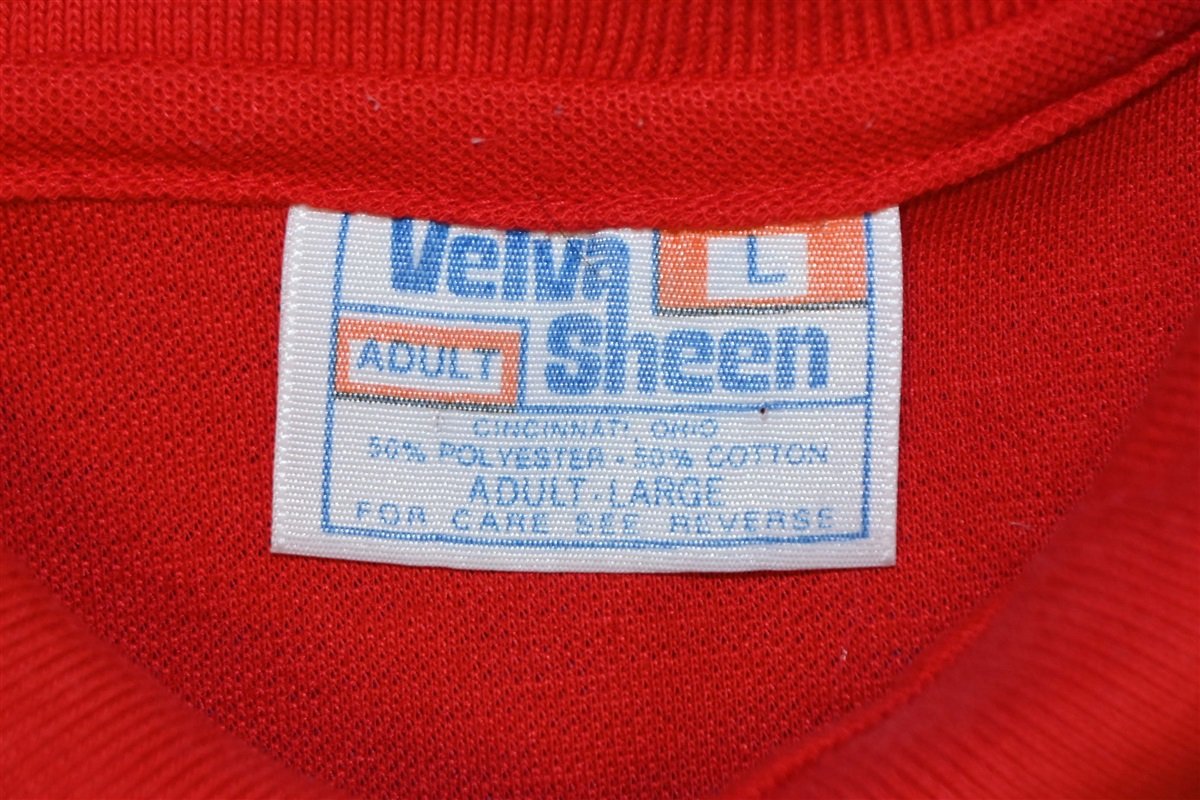 Velva L
ADULT Sheen
CINCINNATI, OHIO
50% POLYESTER - 50% COTTON
ADULT - LARGE
FOR CARE SEE REVERSE